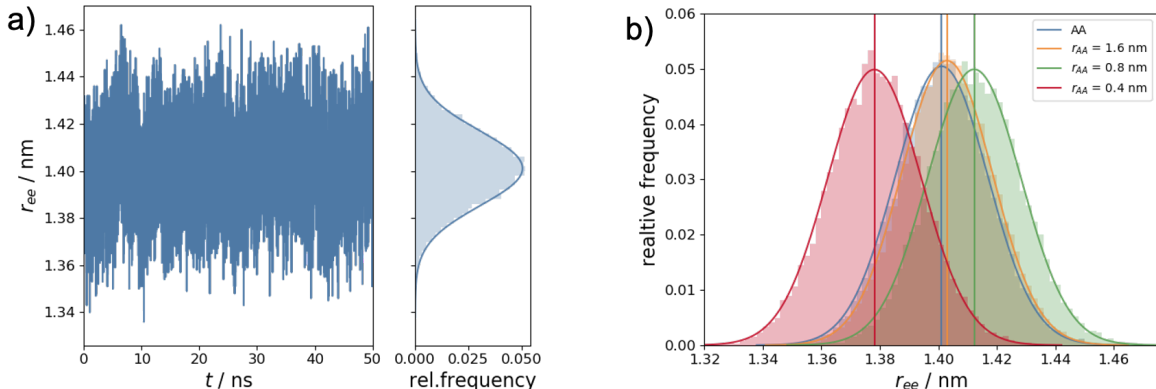 a)
r_ee / nm
1.46
1.44
1.42
1.40
1.38
1.36
1.34
0
10
20
30
40
50
t / ns
0.000
0.025
0.050
rel.frequency
b)
realtive frequency
0.06
0.05
0.04
0.03
0.02
0.01
0.00
1.32
1.34
1.36
1.38
1.40
1.42
1.44
1.46
r_ee / nm
AA
r_AA = 1.6 nm
r_AA = 0.8 nm
r_AA = 0.4 nm